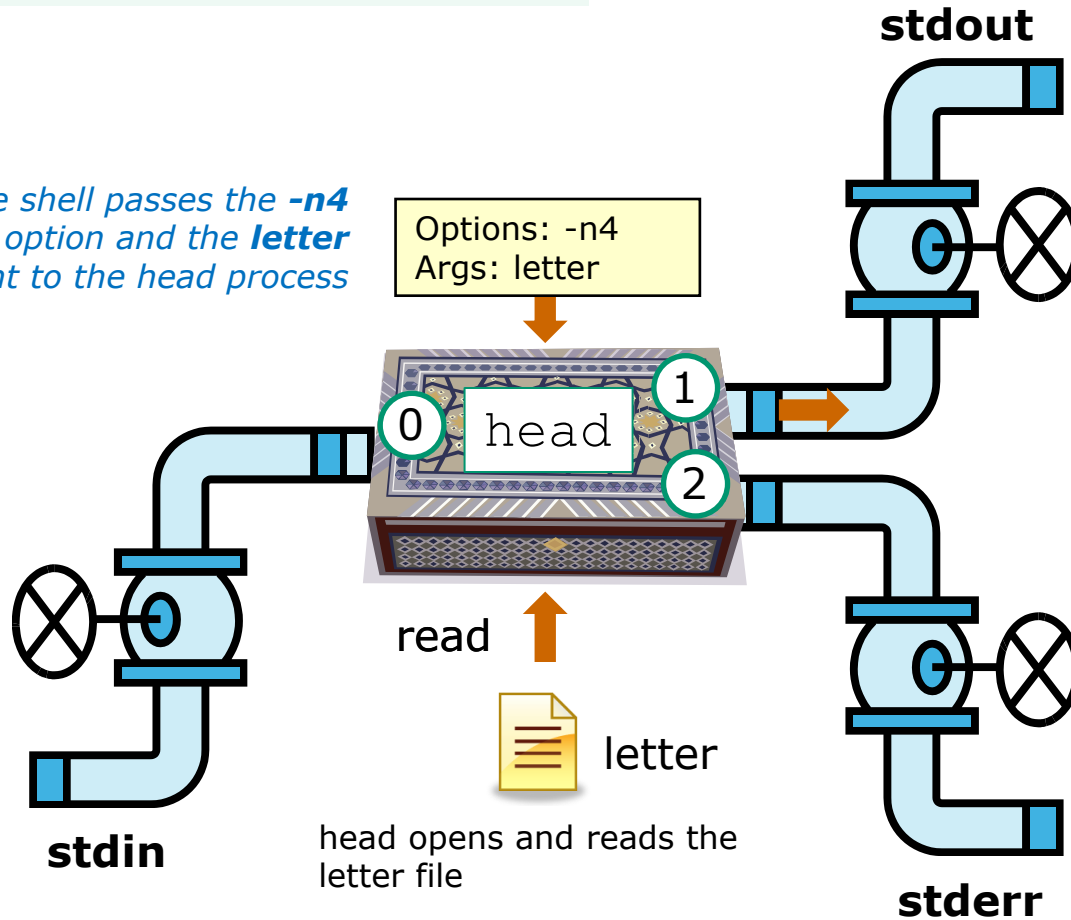 stdout
shell passes the -n4
option and the letter
to the head process
Options: -n4
Args: letter
1
0
head
2
read
letter
stdin
head opens and reads the
letter file
stderr